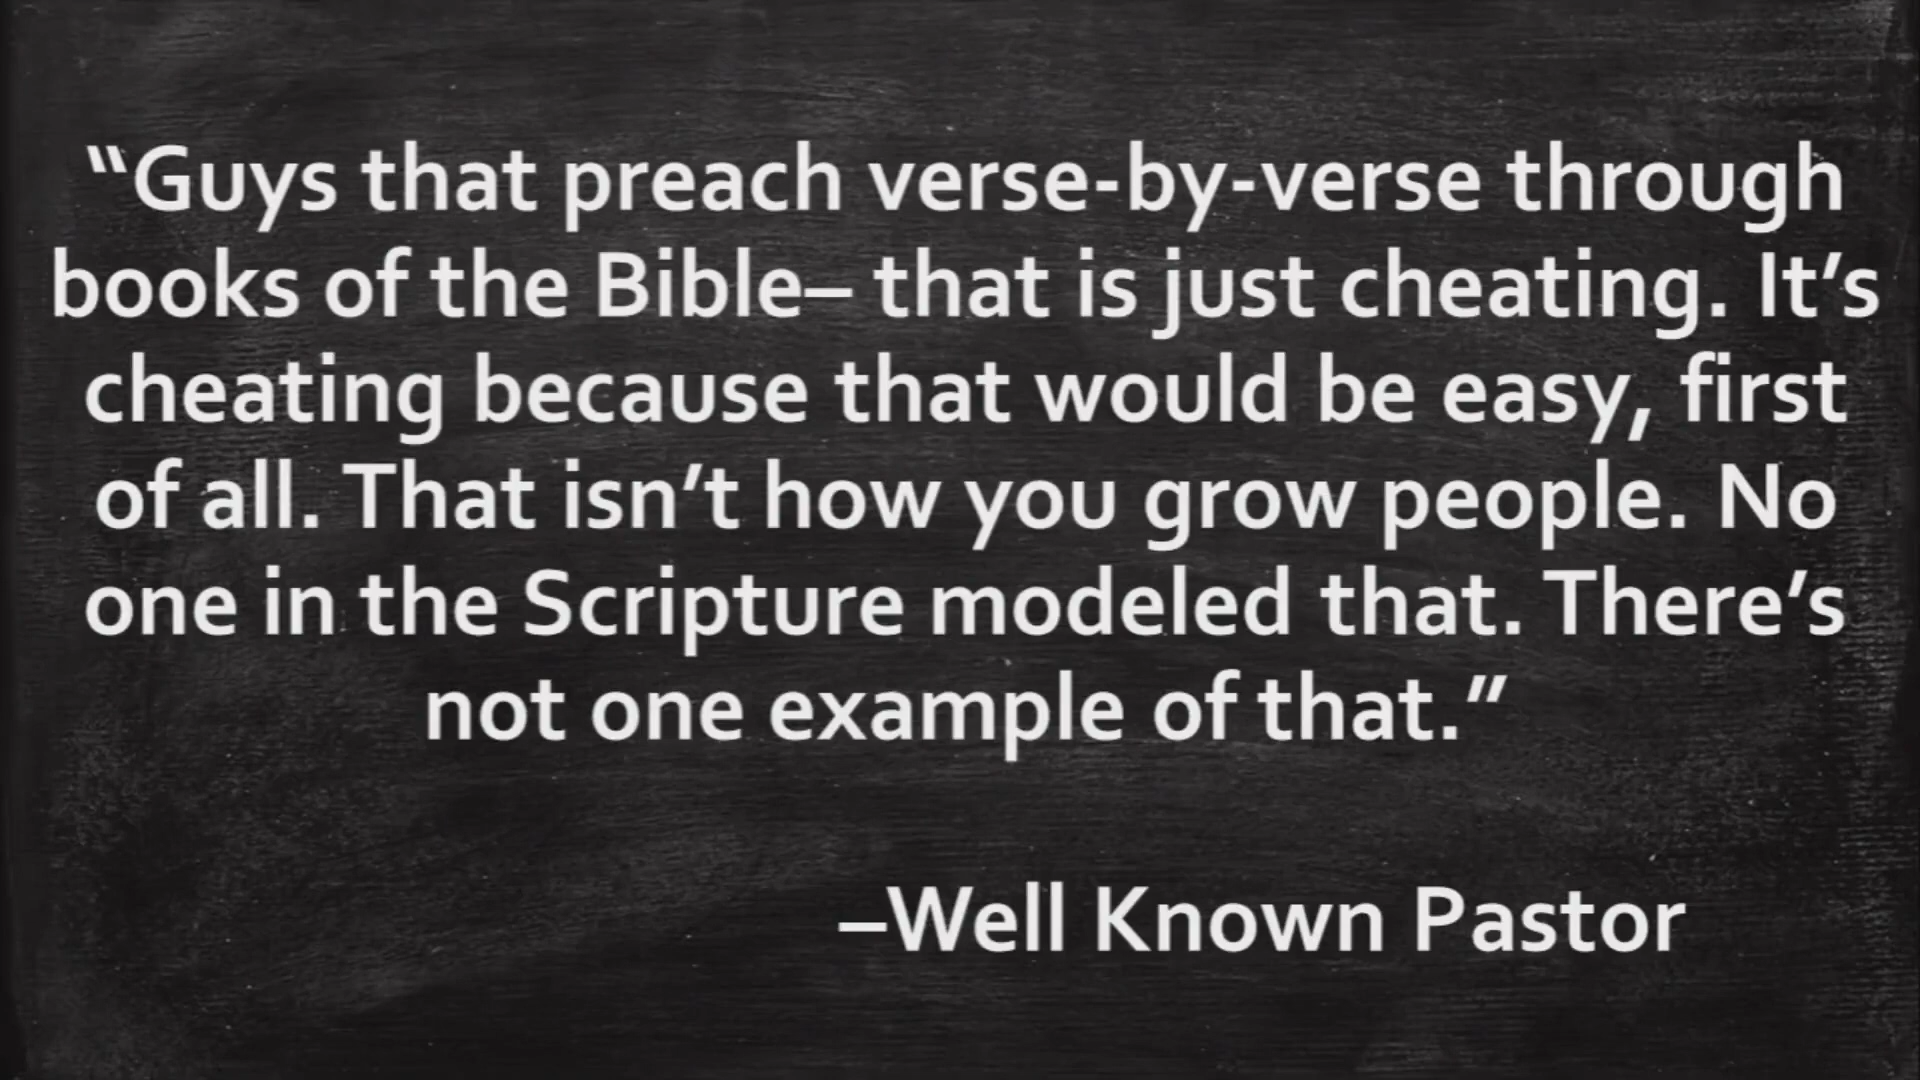 “Guys that preach verse-by-verse through
books of the Bible– that is just cheating. It’s
cheating because that would be easy, first
of all. That isn’t how you grow people. No
one in the Scripture modeled that. There’s
not one example of that.”
–Well Known Pastor